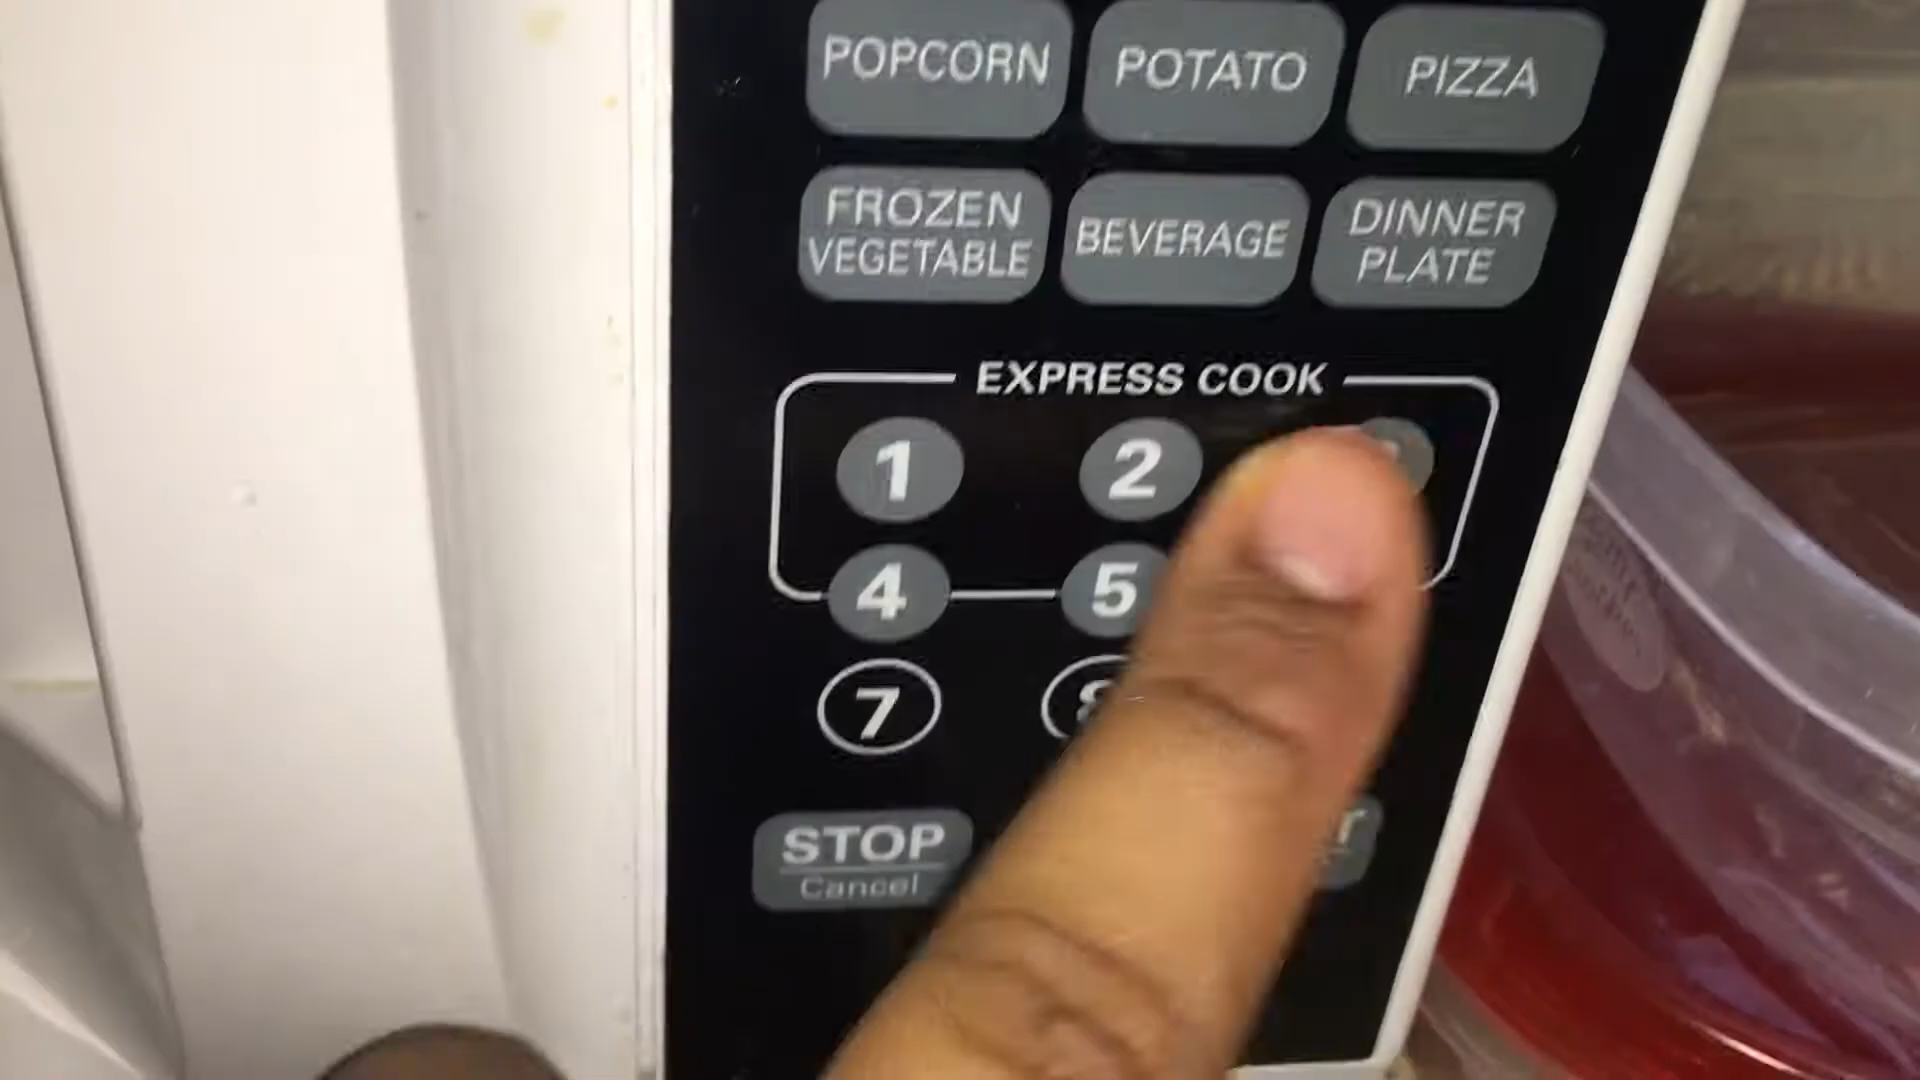 POPCORN POTATO PIZZA
FROZEN
VEGETABLE
BEVERAGE
DINNER
PLATE
EXPRESS COOK
1 2
4 5
7
STOP
Cancel